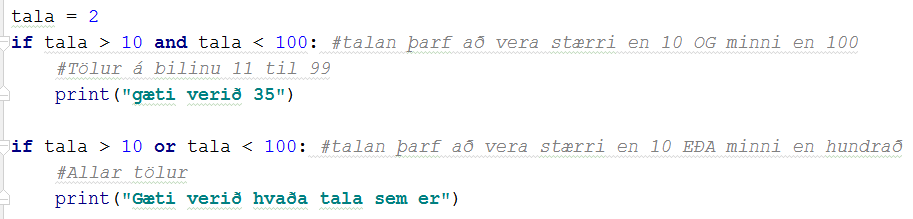 tala = 2
if tala > 10 and tala < 100: #talan þarf að vera stærri en 10 OG minni en 100
    #Tölur á bilinu 11 til 99
    print("gæti verið 35")

if tala > 10 or tala < 100: #talan þarf að vera stærri en 10 EÐA minni en hundrað
    #Allar tölur
    print("Gæti verið hvaða tala sem er")